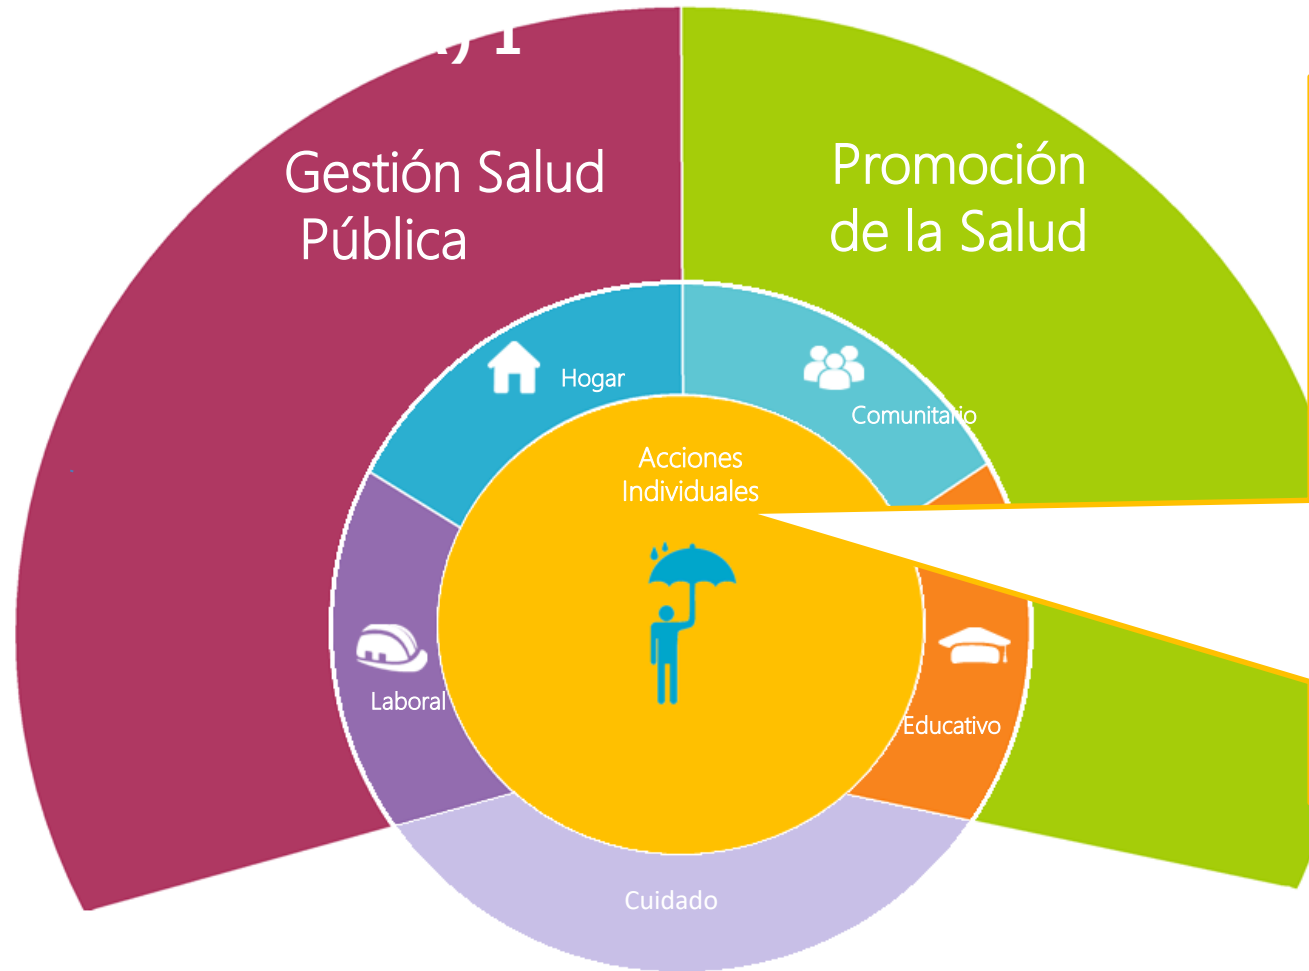 Gestión Salud
Pública
Promoción
de la Salud
Hogar
Comunitario
Acciones
Individuales
Laboral
Educativo
Cuidado